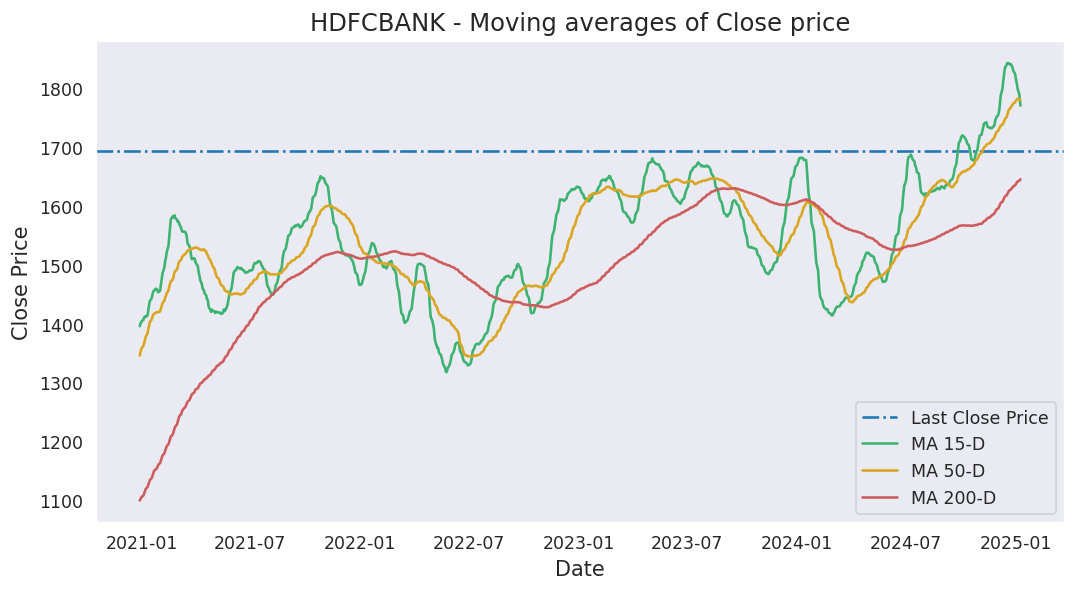 HDFCBANK - Moving averages of Close price
Close Price
1800
1700
1600
1500
1400
1300
1200
1100
Last Close Price
MA 15-D
MA 50-D
MA 200-D
2021-01 2021-07 2022-01 2022-07 2023-01 2023-07 2024-01 2024-07 2025-01
Date